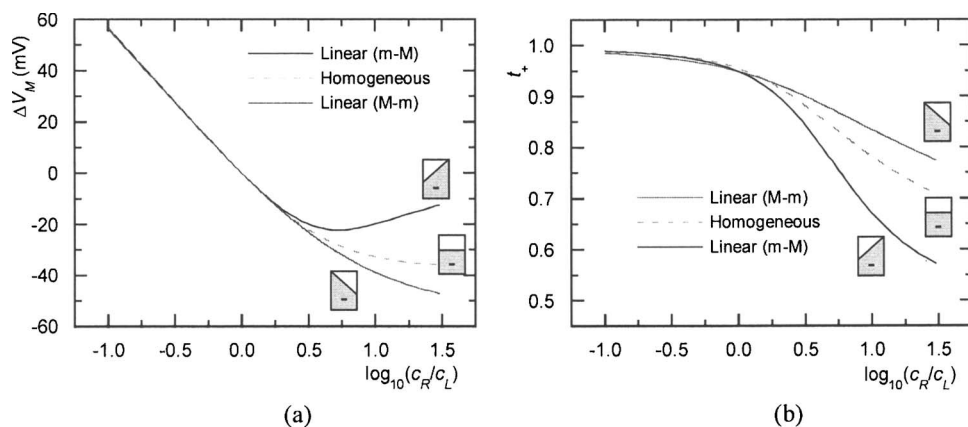 60
40
20
0
-20
-40
-60
ΔV_M (mV)
Linear (m-M)
Homogeneous
Linear (M-m)
-
-
-
-1.0 -0.5 0.0 0.5 1.0 1.5
log₁₀(c_R/c_L)
(a)
1.0
0.9
0.8
0.7
0.6
0.5
t₊
Linear (M-m)
Homogeneous
Linear (m-M)
-
-
-
-1.0 -0.5 0.0 0.5 1.0 1.5
log₁₀(c_R/c_L)
(b)